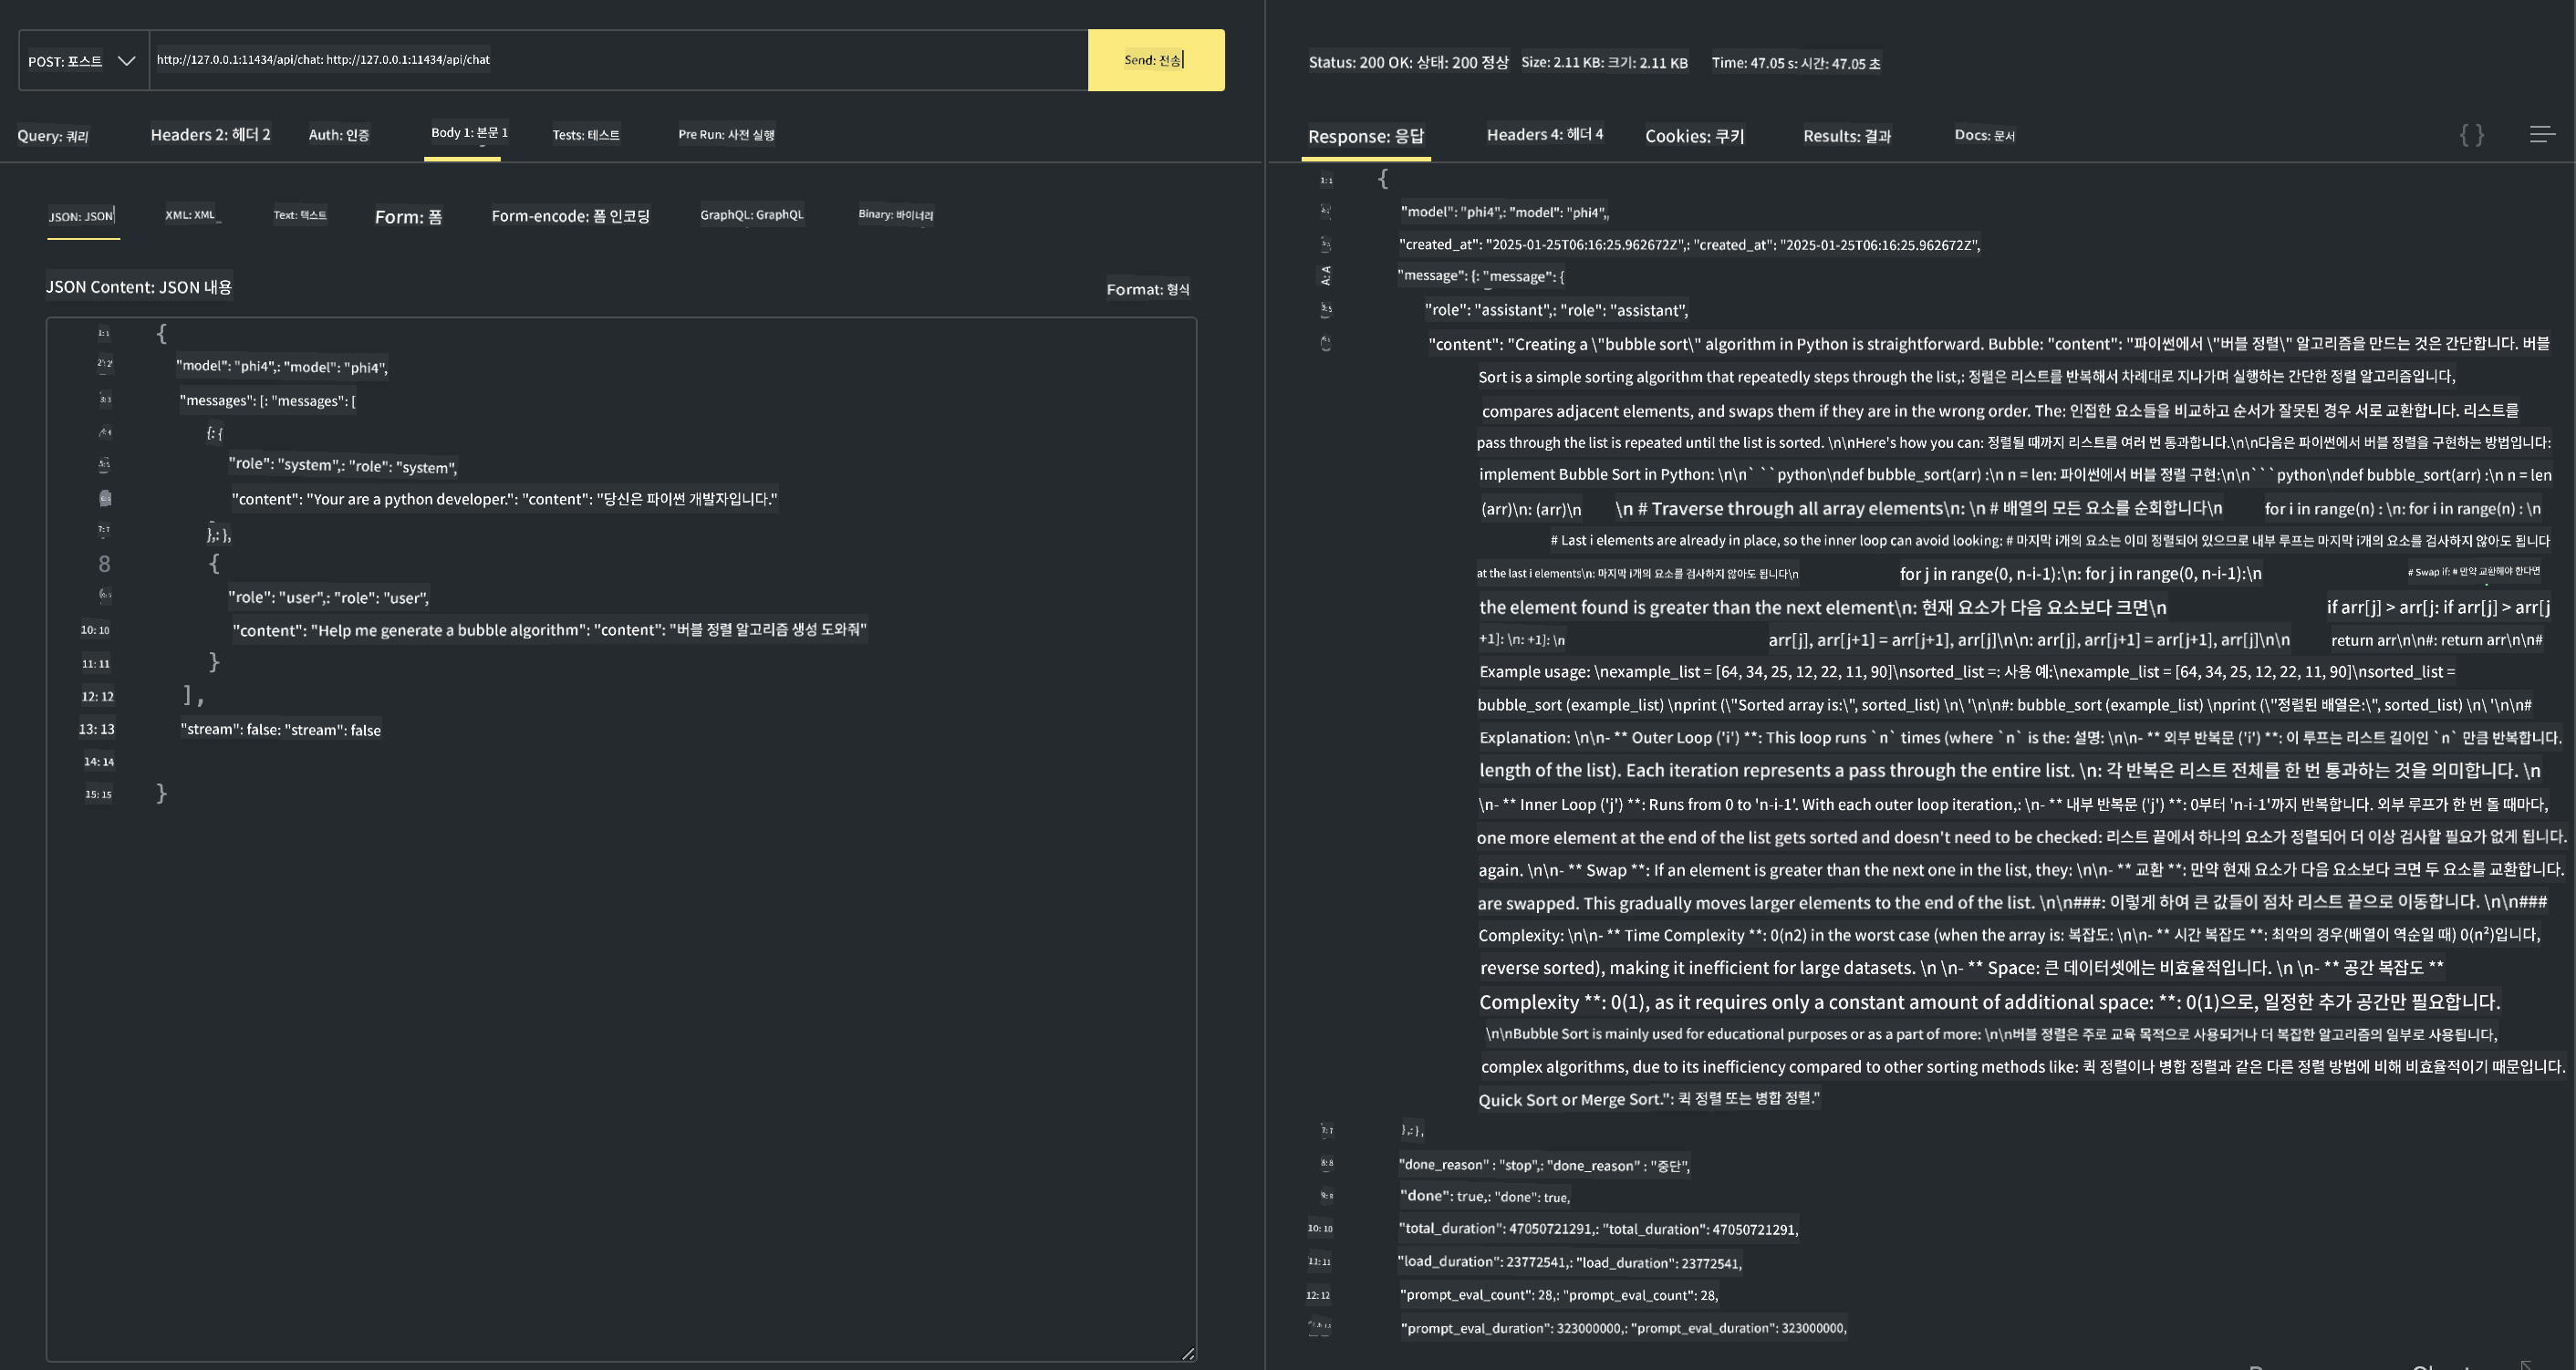 POST: 포스트
http://127.0.0.1:11434/api/chat: http://127.0.0.1:11434/api/chat
Send: 전송
Query: 쿼리 Headers 2: 헤더 2 Auth: 인증 Body 1: 본문 1 Tests: 테스트 Pre Run: 사전 실행
JSON: JSON XML: XML Text: 텍스트 Form: 폼 Form-encode: 폼 인코딩 GraphQL: GraphQL Binary: 바이너리
JSON Content: JSON 내용 Format: 형식
1: 1 {
2: 2 "model": "phi4",: "model": "phi4",
3: 3 "messages": [: "messages": [
{: {
5: 5 "role": "system",: "role": "system",
"content": "Your are a python developer.": "content": "당신은 파이썬 개발자입니다."
7: 7 },: },
8 {
"role": "user",: "role": "user",
10: 10 "content": "Help me generate a bubble algorithm": "content": "버블 정렬 알고리즘 생성 도와줘"
11: 11 }
12: 12 ],
13: 13 "stream": false: "stream": false
14: 14
15: 15 }
Status: 200 OK: 상태: 200 정상 Size: 2.11 KB: 크기: 2.11 KB Time: 47.05 s: 시간: 47.05 초
Response: 응답 Headers 4: 헤더 4 Cookies: 쿠키 Results: 결과 Docs: 문서 { }
1: 1 {
"model": "phi4",: "model": "phi4",
"created_at": "2025-01-25T06:16:25.962672Z",: "created_at": "2025-01-25T06:16:25.962672Z",
A: A "message": {: "message": {
5: 5 "role": "assistant",: "role": "assistant",
"content": "Creating a \"bubble sort\" algorithm in Python is straightforward. Bubble: "content": "파이썬에서 \"버블 정렬\" 알고리즘을 만드는 것은 간단합니다. 버블
Sort is a simple sorting algorithm that repeatedly steps through the list,: 정렬은 리스트를 반복해서 차례대로 지나가며 실행하는 간단한 정렬 알고리즘입니다,
compares adjacent elements, and swaps them if they are in the wrong order. The: 인접한 요소들을 비교하고 순서가 잘못된 경우 서로 교환합니다. 리스트를
pass through the list is repeated until the list is sorted. \n\nHere's how you can: 정렬될 때까지 리스트를 여러 번 통과합니다.\n\n다음은 파이썬에서 버블 정렬을 구현하는 방법입니다:
implement Bubble Sort in Python: \n\n` ``python\ndef bubble_sort(arr) :\n n = len: 파이썬에서 버블 정렬 구현:\n\n```python\ndef bubble_sort(arr) :\n n = len
(arr)\n: (arr)\n \n # Traverse through all array elements\n: \n # 배열의 모든 요소를 순회합니다\n for i in range(n) : \n: for i in range(n) : \n
# Last i elements are already in place, so the inner loop can avoid looking: # 마지막 i개의 요소는 이미 정렬되어 있으므로 내부 루프는 마지막 i개의 요소를 검사하지 않아도 됩니다
at the last i elements\n: 마지막 i개의 요소를 검사하지 않아도 됩니다\n for j in range(0, n-i-1):\n: for j in range(0, n-i-1):\n # Swap if: # 만약 교환해야 한다면
the element found is greater than the next element\n: 현재 요소가 다음 요소보다 크면\n if arr[j] > arr[j: if arr[j] > arr[j
+1]: \n: +1]: \n arr[j], arr[j+1] = arr[j+1], arr[j]\n\n: arr[j], arr[j+1] = arr[j+1], arr[j]\n\n return arr\n\n#: return arr\n\n#
Example usage: \nexample_list = [64, 34, 25, 12, 22, 11, 90]\nsorted_list =: 사용 예:\nexample_list = [64, 34, 25, 12, 22, 11, 90]\nsorted_list =
bubble_sort (example_list) \nprint (\"Sorted array is:\", sorted_list) \n\ '\n\n#: bubble_sort (example_list) \nprint (\"정렬된 배열은:\", sorted_list) \n\ '\n\n#
Explanation: \n\n- ** Outer Loop ('i') **: This loop runs `n` times (where `n` is the: 설명: \n\n- ** 외부 반복문 ('i') **: 이 루프는 리스트 길이인 `n` 만큼 반복합니다.
length of the list). Each iteration represents a pass through the entire list. \n: 각 반복은 리스트 전체를 한 번 통과하는 것을 의미합니다. \n
\n- ** Inner Loop ('j') **: Runs from 0 to 'n-i-1'. With each outer loop iteration,: \n- ** 내부 반복문 ('j') **: 0부터 'n-i-1'까지 반복합니다. 외부 루프가 한 번 돌 때마다,
one more element at the end of the list gets sorted and doesn't need to be checked: 리스트 끝에서 하나의 요소가 정렬되어 더 이상 검사할 필요가 없게 됩니다.
again. \n\n- ** Swap **: If an element is greater than the next one in the list, they: \n\n- ** 교환 **: 만약 현재 요소가 다음 요소보다 크면 두 요소를 교환합니다.
are swapped. This gradually moves larger elements to the end of the list. \n\n###: 이렇게 하여 큰 값들이 점차 리스트 끝으로 이동합니다. \n\n###
Complexity: \n\n- ** Time Complexity **: 0(n2) in the worst case (when the array is: 복잡도: \n\n- ** 시간 복잡도 **: 최악의 경우(배열이 역순일 때) 0(n²)입니다,
reverse sorted), making it inefficient for large datasets. \n \n- ** Space: 큰 데이터셋에는 비효율적입니다. \n \n- ** 공간 복잡도 **
Complexity **: 0(1), as it requires only a constant amount of additional space: **: 0(1)으로, 일정한 추가 공간만 필요합니다.
\n\nBubble Sort is mainly used for educational purposes or as a part of more: \n\n버블 정렬은 주로 교육 목적으로 사용되거나 더 복잡한 알고리즘의 일부로 사용됩니다,
complex algorithms, due to its inefficiency compared to other sorting methods like: 퀵 정렬이나 병합 정렬과 같은 다른 정렬 방법에 비해 비효율적이기 때문입니다.
Quick Sort or Merge Sort.": 퀵 정렬 또는 병합 정렬."
7: 7 },: },
8: 8 "done_reason" : "stop",: "done_reason" : "중단",
9: 8 "done": true,: "done": true,
10: 10 "total_duration": 47050721291,: "total_duration": 47050721291,
11: 11 "load_duration": 23772541,: "load_duration": 23772541,
12: 12 "prompt_eval_count": 28,: "prompt_eval_count": 28,
"prompt_eval_duration": 323000000,: "prompt_eval_duration": 323000000,